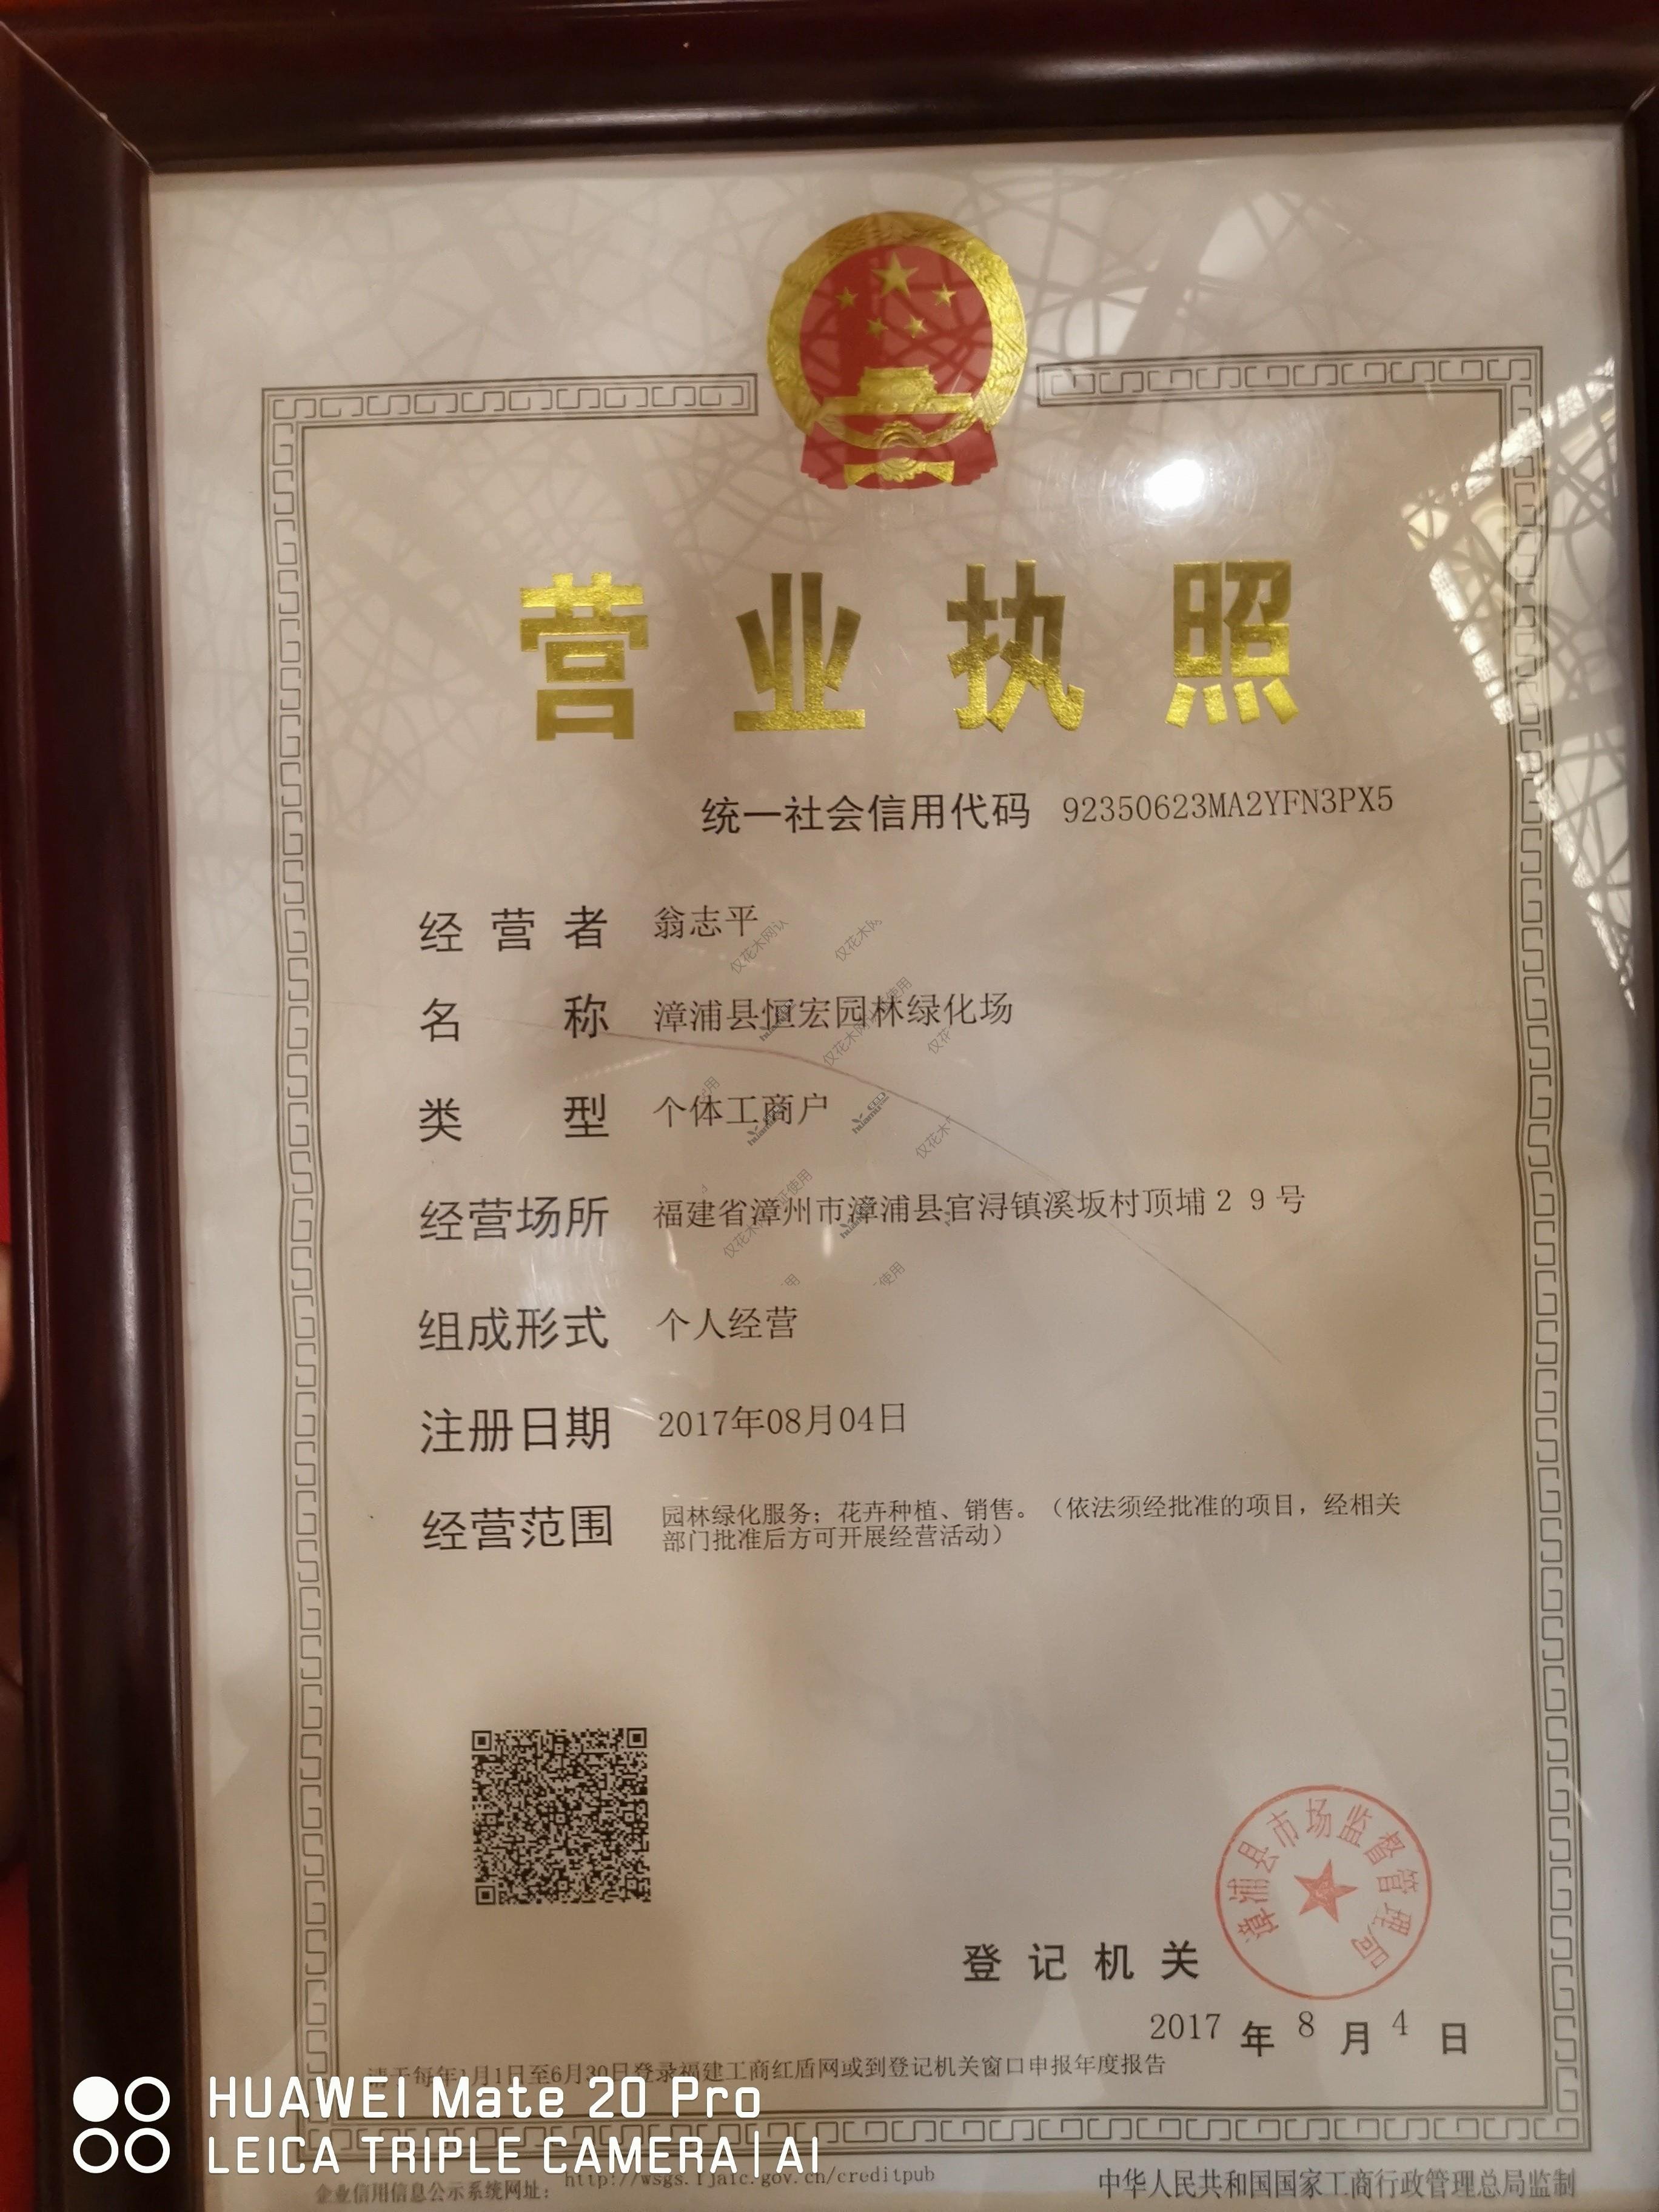 营业执照
统一社会信用代码 92350623MA2YFN3PX5
经营者 翁志平
名称 漳浦县恒宏园林绿化场
类型 个体工商户
经营场所 福建省漳州市漳浦县官浔镇溪坂村顶埔29号
组成形式 个人经营
注册日期 2017年08月04日
经营范围 园林绿化服务；花卉种植、销售。（依法须经批准的项目，经相关
部门批准后方可开展经营活动）
漳浦县市场监督管理局
登记机关
2017年8月4日
请于每年1月1日至6月30日登录福建工商红盾网或到登记机关窗口申报年度报告
HUAWEI Mate 20 Pro
LEICA TRIPLE CAMERA|AI
企业信用信息公示系统网址： http://wsgs.fjaic.gov.cn/creditpub
中华人民共和国国家工商行政管理总局监制